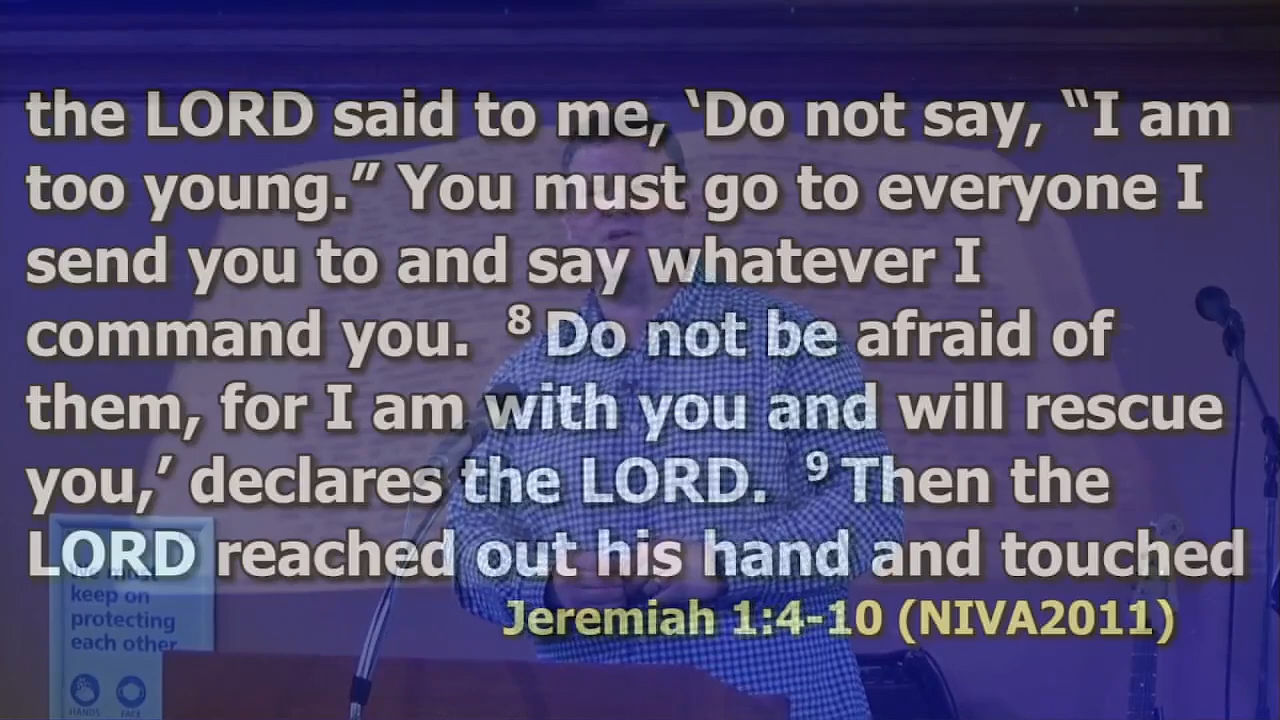 the LORD said to me, ‘Do not say, “I am
too young.” You must go to everyone I
send you to and say whatever I
command you. ⁸ Do not be afraid of
them, for I am with you and will rescue
you,’ declares the LORD. ⁹ Then the
LORD reached out his hand and touched
Jeremiah 1:4-10 (NIVA2011)
keep on
protecting
each other
HANDS FACE